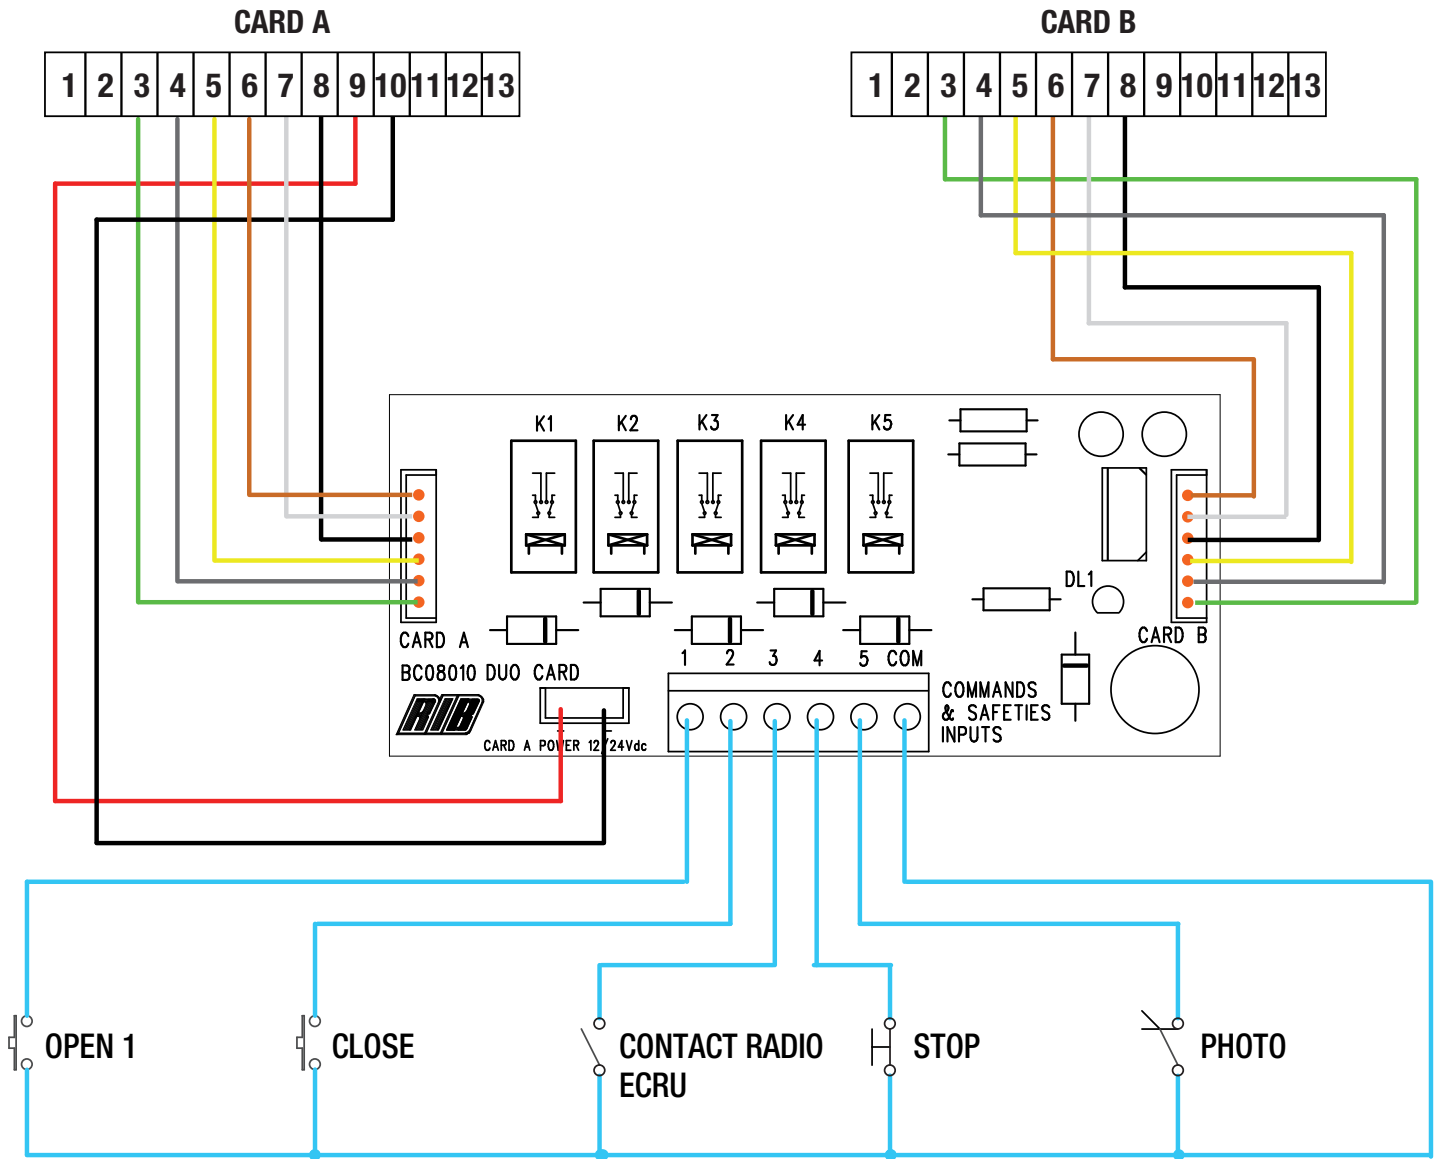 CARD A
CARD B
1 2 3 4 5 6 7 8 9 10 11 12 13
1 2 3 4 5 6 7 8 9 10 11 12 13
K1 K2 K3 K4 K5
DL1
CARD A
CARD B
BC08010 DUO CARD
1 2 3 4 5 COM
RIB
COMMANDS
& SAFETIES
INPUTS
CARD A POWER 12/24Vdc
OPEN 1
CLOSE
CONTACT RADIO
ECRU
STOP
PHOTO